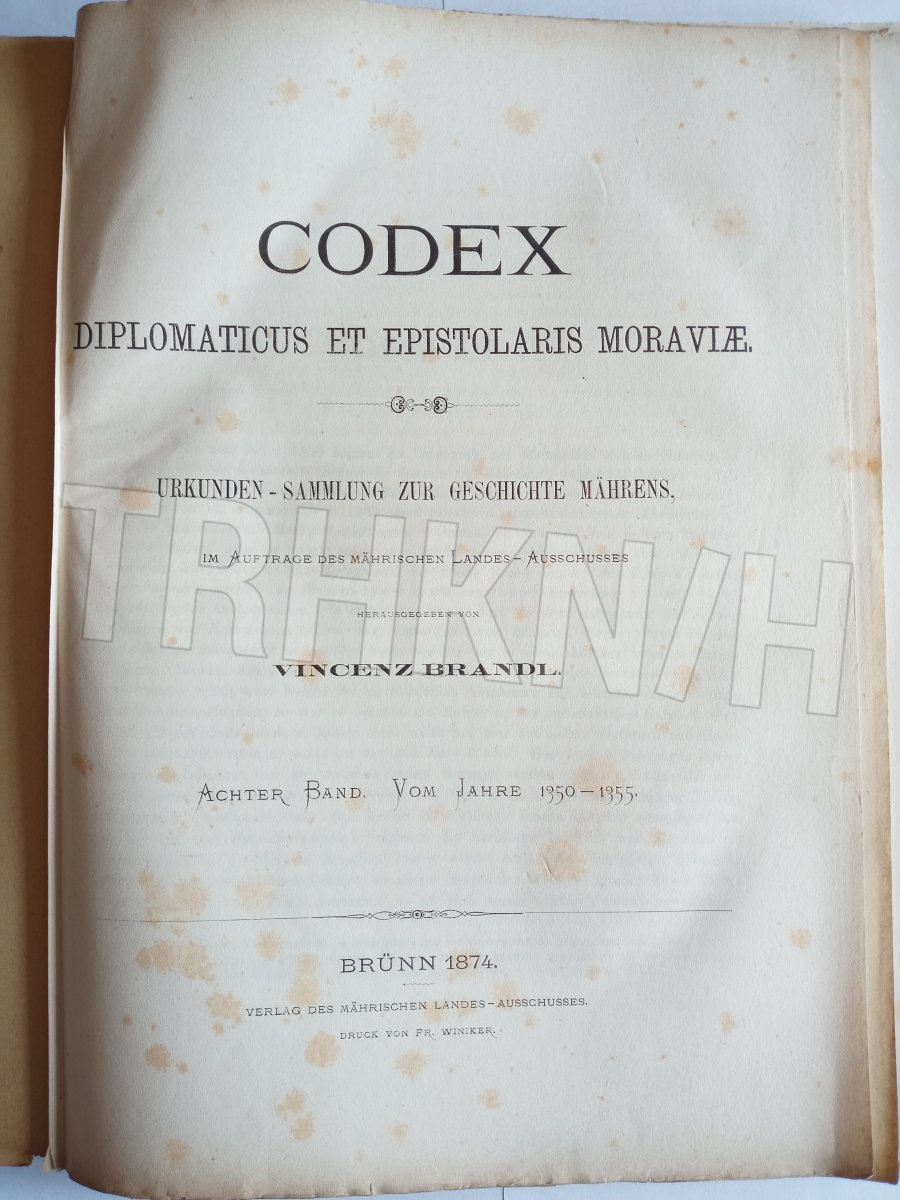 CODEX
DIPLOMATICUS ET EPISTOLARIS MORAVIÆ.
URKUNDEN-SAMMLUNG ZUR GESCHICHTE MÄHRENS,
IM AUFTRAGE DES MÄHRISCHEN LANDES-AUSSCHUSSES
HERAUSGEGEBEN VON
VINCENZ BRANDL.
ACHTER BAND. VOM JAHRE 1350—1355.
BRÜNN 1874.
VERLAG DES MÄHRISCHEN LANDES-AUSSCHUSSES.
DRUCK VON FR. WINIKER.
TRHKN/H